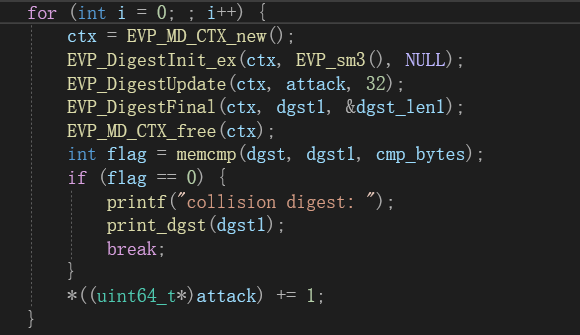 for (int i = 0; ; i++) {
ctx = EVP_MD_CTX_new();
EVP_DigestInit_ex(ctx, EVP_sm3(), NULL);
EVP_DigestUpdate(ctx, attack, 32);
EVP_DigestFinal(ctx, dgst1, &dgst_len1);
EVP_MD_CTX_free(ctx);
int flag = memcmp(dgst, dgst1, cmp_bytes);
if (flag == 0) {
printf("collision digest: ");
print_dgst(dgst1);
break;
}
*((uint64_t*)attack) += 1;
}